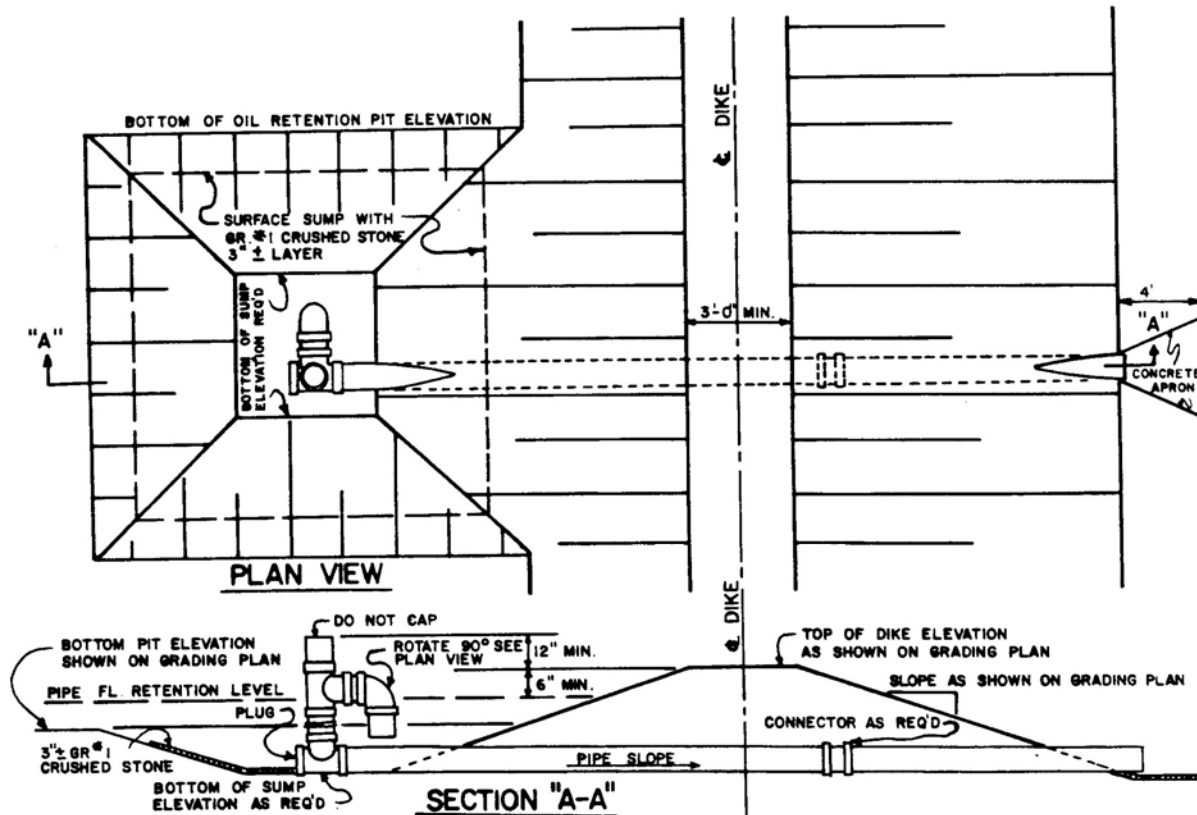 BOTTOM OF OIL RETENTION PIT ELEVATION
SURFACE SUMP WITH
GR. #1 CRUSHED STONE
3" ± LAYER
BOTTOM OF SUMP
ELEVATION REQ'D
"A"
℄ DIKE
3'-0" MIN.
4'
"A"
CONCRETE
APRON
PLAN VIEW
℄ DIKE
DO NOT CAP
BOTTOM PIT ELEVATION
SHOWN ON GRADING PLAN
ROTATE 90° SEE
PLAN VIEW
12" MIN.
6" MIN.
TOP OF DIKE ELEVATION
AS SHOWN ON GRADING PLAN
SLOPE AS SHOWN ON GRADING PLAN
PIPE FL. RETENTION LEVEL
PLUG
CONNECTOR AS REQ'D
3"± GR #1
CRUSHED STONE
PIPE SLOPE
BOTTOM OF SUMP
ELEVATION AS REQ'D
SECTION "A-A"